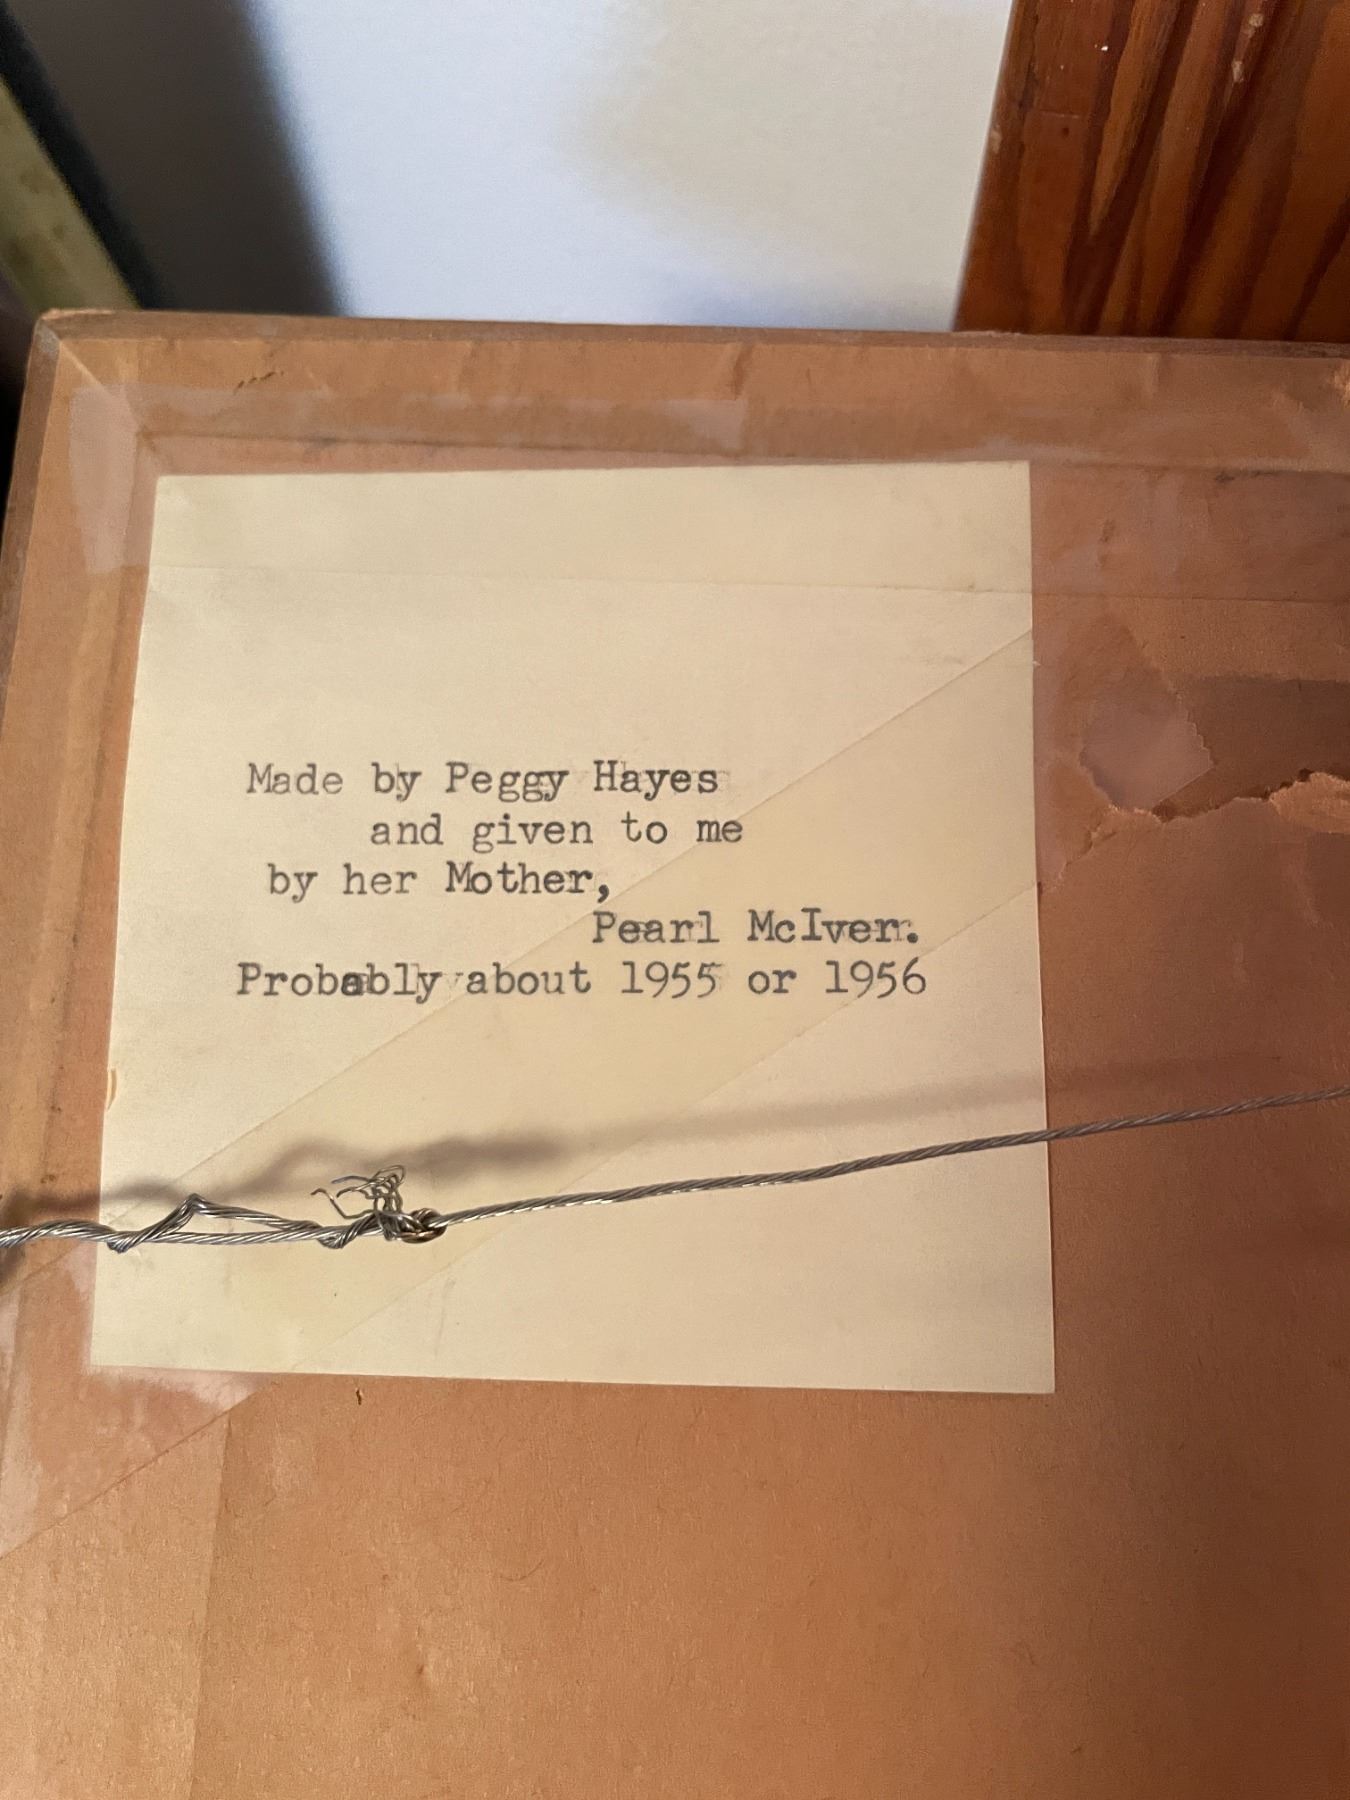 Made by Peggy Hayes
and given to me
by her Mother,
Pearl McIver.
Probably about 1955 or 1956